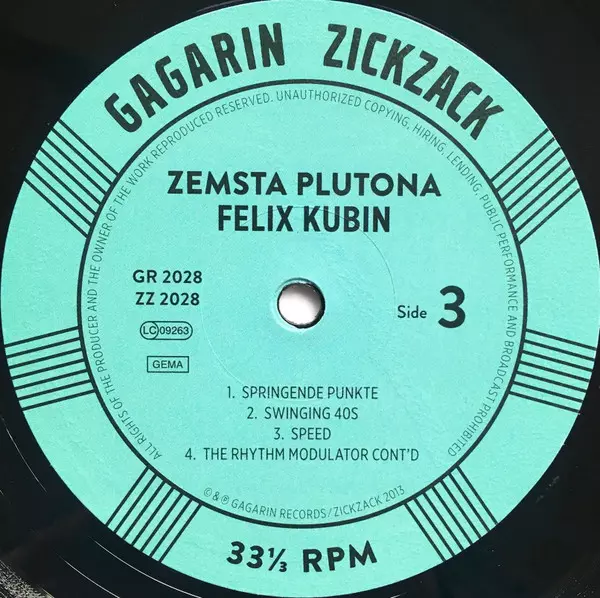 GAGARIN ZICKZACK
ALL RIGHTS OF THE PRODUCER AND THE OWNER OF THE WORK REPRODUCED RESERVED. UNAUTHORIZED COPYING, HIRING, LENDING, PUBLIC PERFORMANCE AND BROADCAST PROHIBITED
ZEMSTA PLUTONA
FELIX KUBIN
GR 2028
ZZ 2028
LC 09263
GEMA
Side 3
1. SPRINGENDE PUNKTE
2. SWINGING 40S
3. SPEED
4. THE RHYTHM MODULATOR CONT'D
©&℗ GAGARIN RECORDS/ZICKZACK 2013
33⅓ RPM